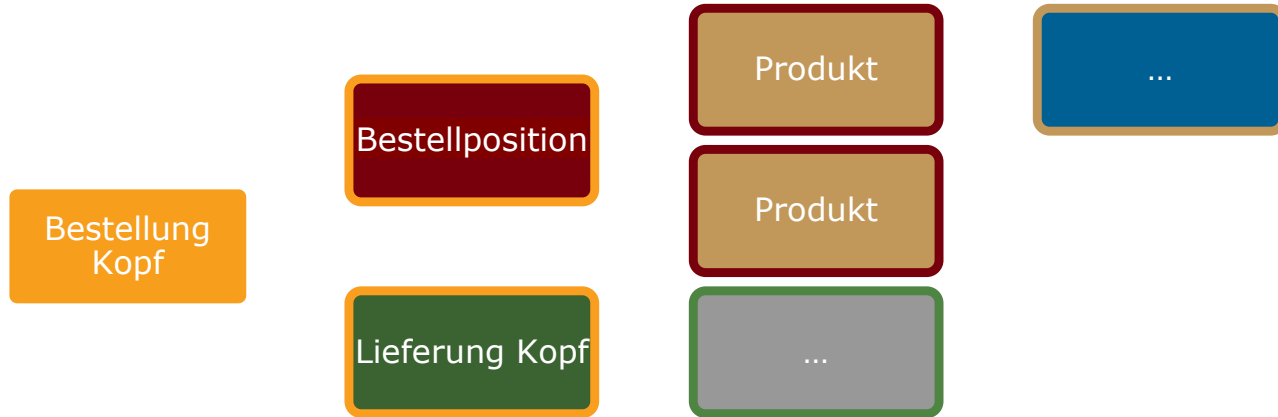 Bestellung
Kopf
Bestellposition
Lieferung Kopf
Produkt
Produkt
...
...